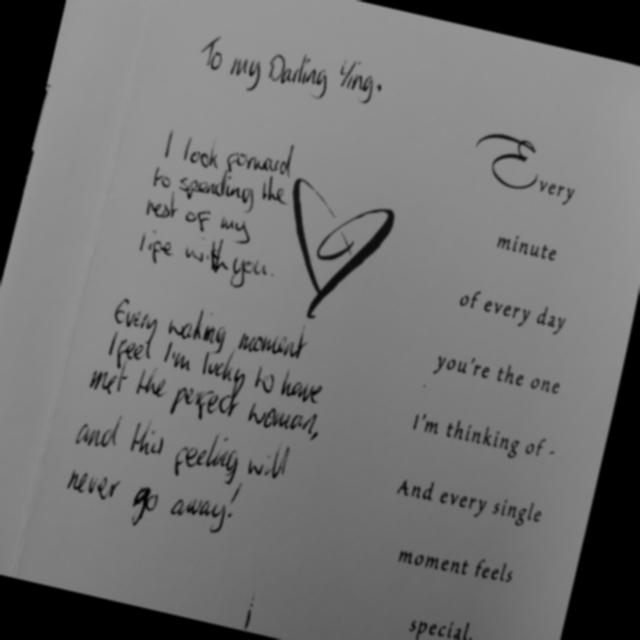 To my Darling Ying.
I look forward
to spending the
rest of my
life with you.
Every waking moment
I feel I'm lucky to have
met the perfect woman,
and this feeling will
never go away!
Every
minute
of every day
you're the one
I'm thinking of-
And every single
moment feels
special.